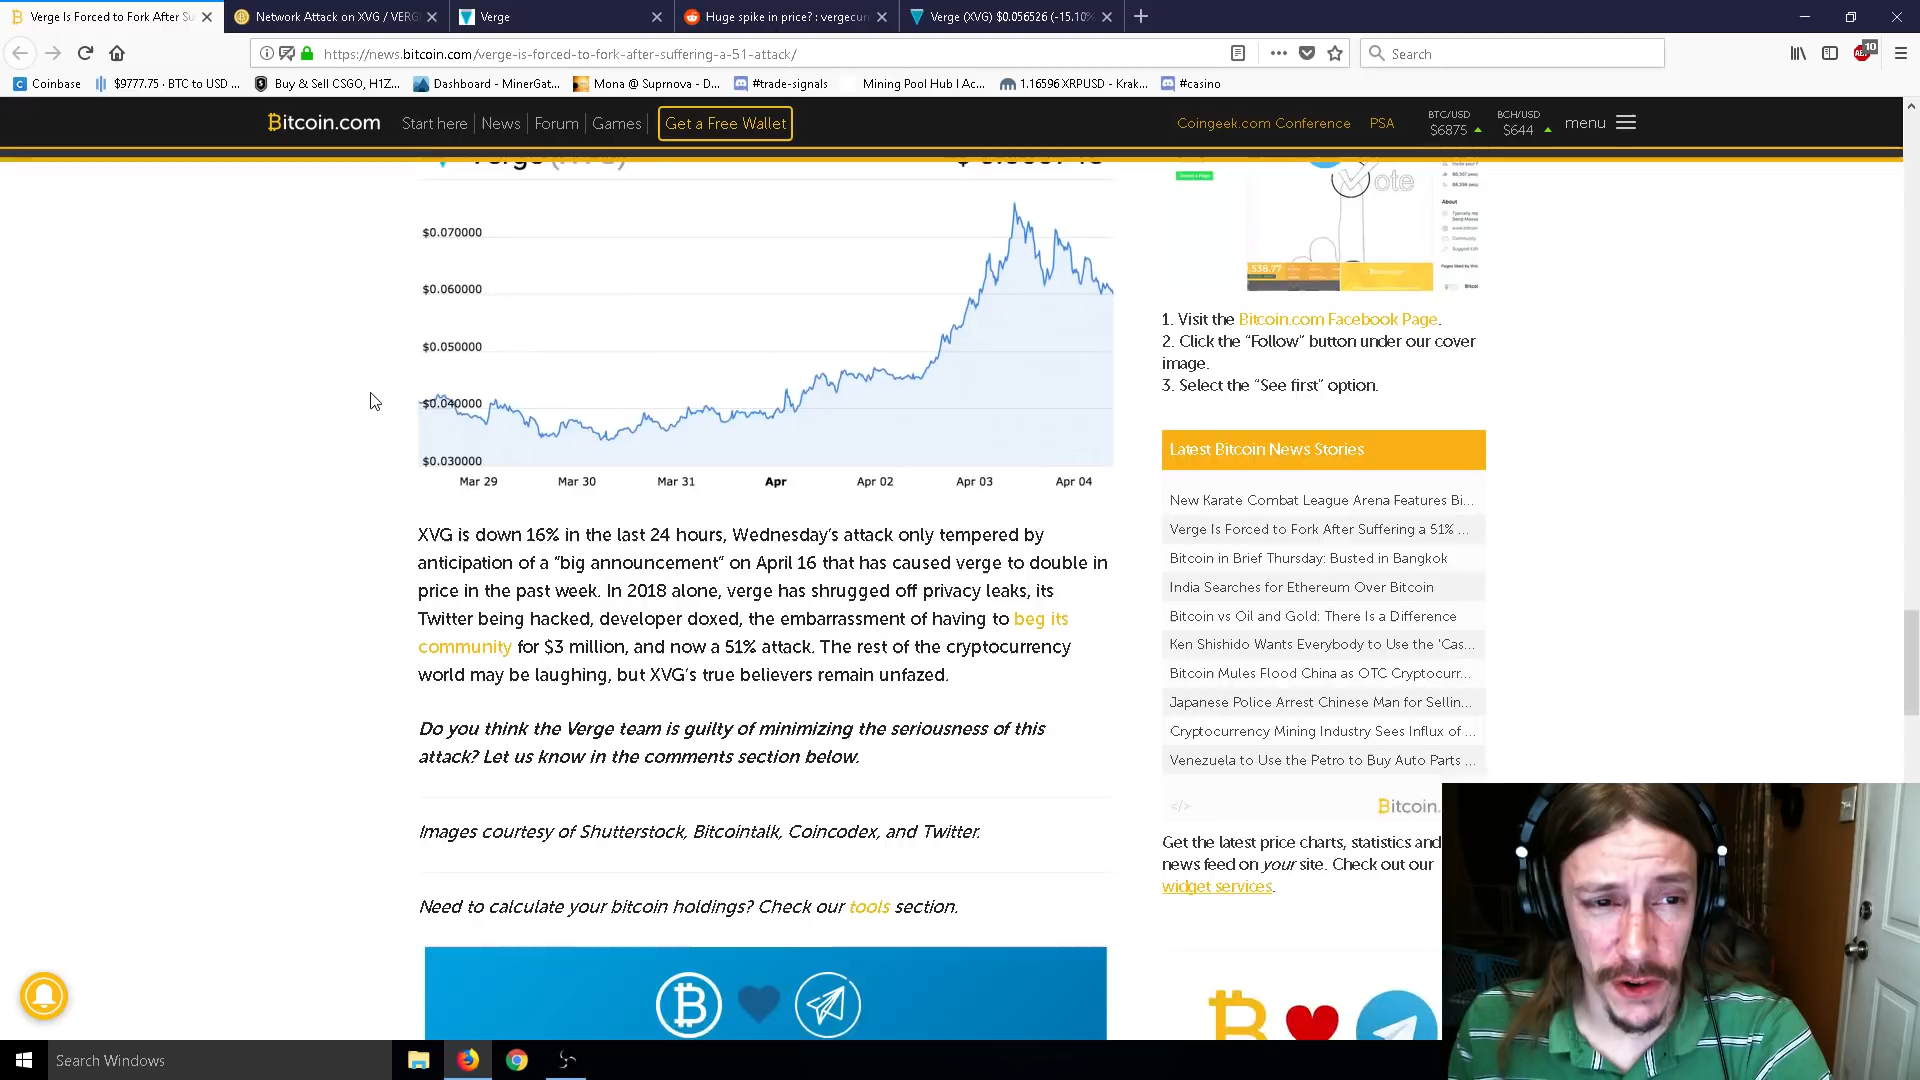 Verge Is Forced to Fork After Su
Network Attack on XVG / VERG
Verge
Huge spike in price? : vergecur
Verge (XVG) $0.056526 (-15.10%
https://news.bitcoin.com/verge-is-forced-to-fork-after-suffering-a-51-attack/
Search
10
Coinbase
$9777.75 · BTC to USD ...
Buy & Sell CSGO, H1Z...
Dashboard - MinerGat...
Mona @ Suprnova - D...
#trade-signals
Mining Pool Hub | Ac...
1.16596 XRPUSD - Krak...
#casino
Bitcoin.com
Start here
News
Forum
Games
Get a Free Wallet
Coingeek.com Conference
PSA
BTC/USD
$6875
BCH/USD
$644
menu
Verge (XVG)
$0.070000
$0.060000
$0.050000
$0.040000
$0.030000
Mar 29
Mar 30
Mar 31
Apr
Apr 02
Apr 03
Apr 04
XVG is down 16% in the last 24 hours, Wednesday's attack only tempered by
anticipation of a "big announcement" on April 16 that has caused verge to double in
price in the past week. In 2018 alone, verge has shrugged off privacy leaks, its
Twitter being hacked, developer doxed, the embarrassment of having to beg its
community for $3 million, and now a 51% attack. The rest of the cryptocurrency
world may be laughing, but XVG's true believers remain unfazed.
Do you think the Verge team is guilty of minimizing the seriousness of this
attack? Let us know in the comments section below.
Images courtesy of Shutterstock, Bitcointalk, Coincodex, and Twitter.
Need to calculate your bitcoin holdings? Check our tools section.
ote
About
1. Visit the Bitcoin.com Facebook Page.
2. Click the "Follow" button under our cover
image.
3. Select the "See first" option.
Latest Bitcoin News Stories
New Karate Combat League Arena Features Bi...
Verge Is Forced to Fork After Suffering a 51% ...
Bitcoin in Brief Thursday: Busted in Bangkok
India Searches for Ethereum Over Bitcoin
Bitcoin vs Oil and Gold: There Is a Difference
Ken Shishido Wants Everybody to Use the 'Cas...
Bitcoin Mules Flood China as OTC Cryptocurr...
Japanese Police Arrest Chinese Man for Sellin...
Cryptocurrency Mining Industry Sees Influx of ...
Venezuela to Use the Petro to Buy Auto Parts ...
</>
Bitcoin.
Get the latest price charts, statistics and
news feed on your site. Check out our
widget services.
Search Windows